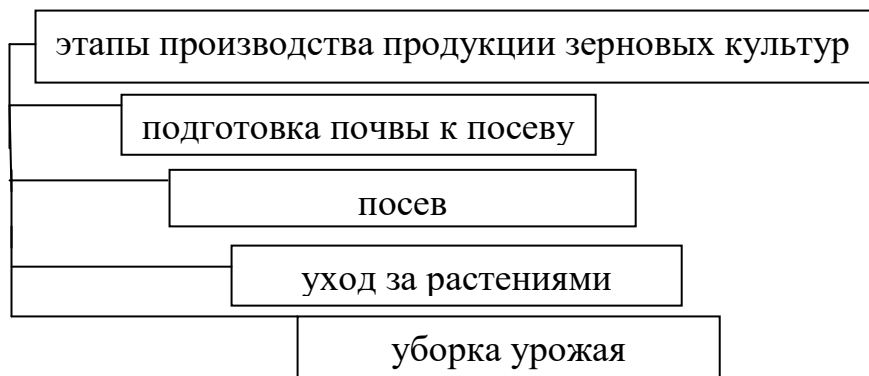 этапы производства продукции зерновых культур
подготовка почвы к посеву
посев
уход за растениями
уборка урожая